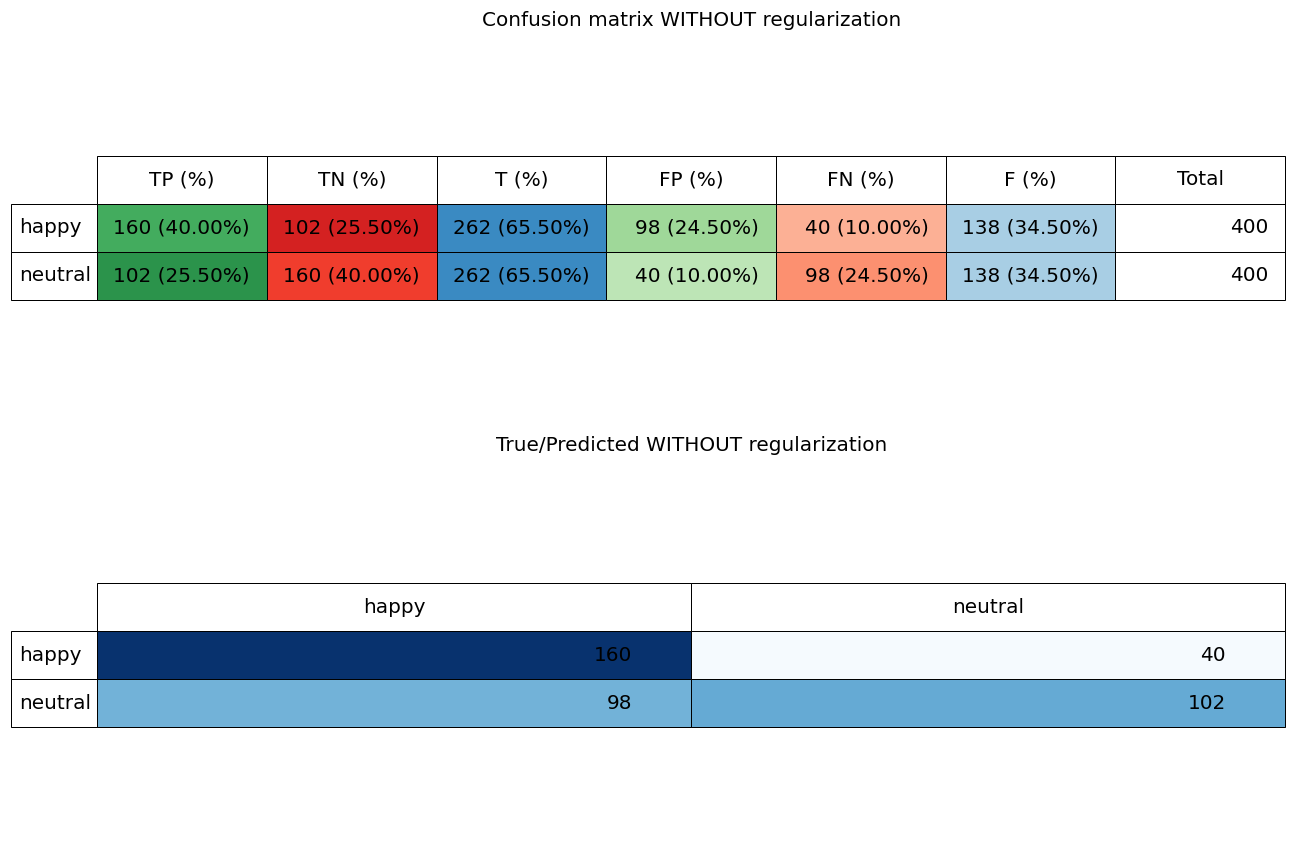 Confusion matrix WITHOUT regularization
TP (%) TN (%) T (%) FP (%) FN (%) F (%) Total
happy 160 (40.00%) 102 (25.50%) 262 (65.50%) 98 (24.50%) 40 (10.00%) 138 (34.50%) 400
neutral 102 (25.50%) 160 (40.00%) 262 (65.50%) 40 (10.00%) 98 (24.50%) 138 (34.50%) 400
True/Predicted WITHOUT regularization
happy neutral
happy 160 40
neutral 98 102